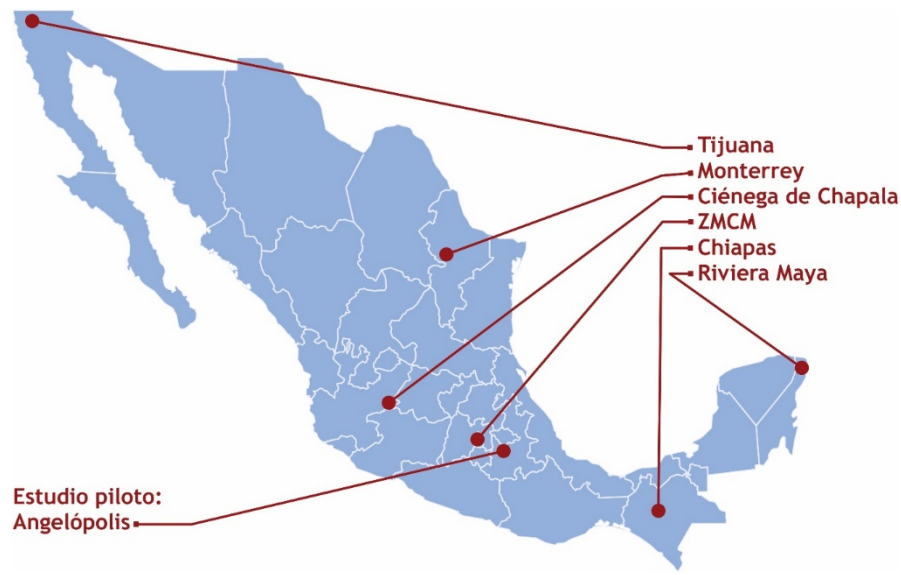 Tijuana
Monterrey
Ciénega de Chapala
ZMCM
Chiapas
Riviera Maya
Estudio piloto:
Angelópolis